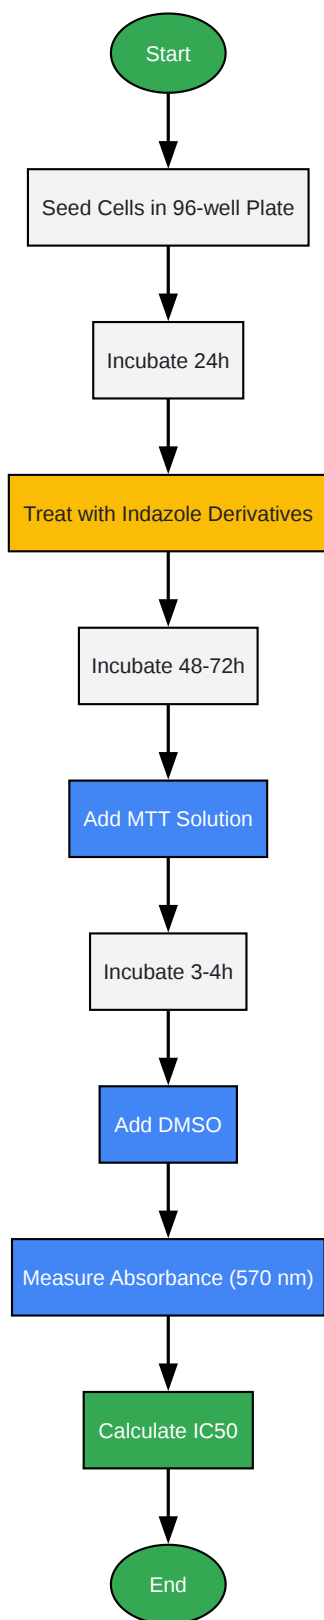 Start
Seed Cells in 96-well Plate
Incubate 24h
Treat with Indazole Derivatives
Incubate 48-72h
Add MTT Solution
Incubate 3-4h
Add DMSO
Measure Absorbance (570 nm)
Calculate IC50
End